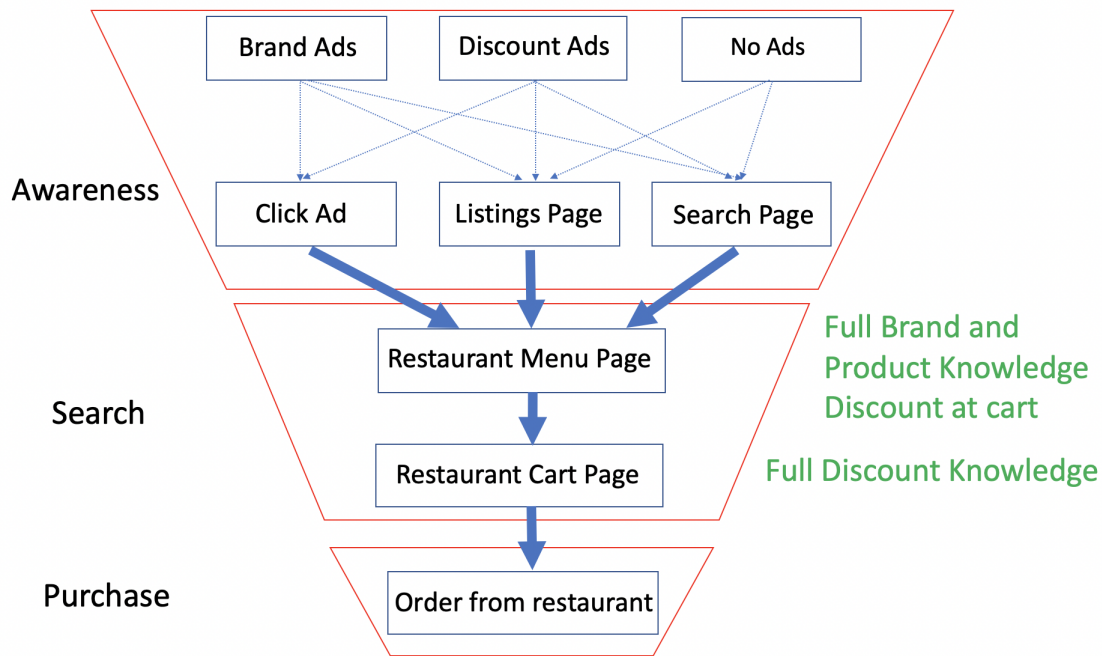 Brand Ads
Discount Ads
No Ads
Awareness
Click Ad
Listings Page
Search Page
Full Brand and
Product Knowledge
Discount at cart
Restaurant Menu Page
Search
Full Discount Knowledge
Restaurant Cart Page
Purchase
Order from restaurant